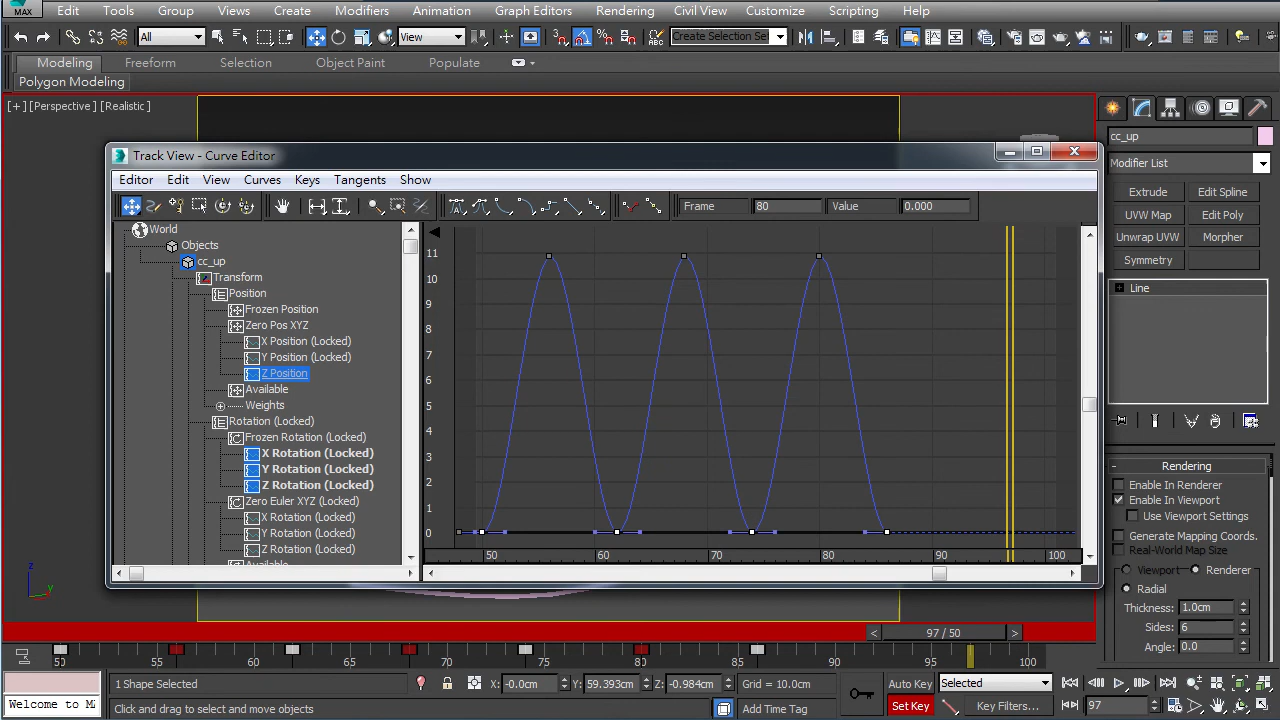 MAX Edit Tools Group Views Create Modifiers Animation Graph Editors Rendering Civil View Customize Scripting Help
All View Create Selection Set
Modeling Freeform Selection Object Paint Populate
Polygon Modeling
[+] [Perspective] [Realistic]
cc_up
Modifier List
Extrude Edit Spline
UVW Map Edit Poly
Unwrap UVW Morpher
Symmetry
Line
Track View - Curve Editor
Editor Edit View Curves Keys Tangents Show
Frame 80 Value 0.000
World
Objects
cc_up
Transform
Position
Frozen Position
Zero Pos XYZ
X Position (Locked)
Y Position (Locked)
Z Position
Available
Weights
Rotation (Locked)
Frozen Rotation (Locked)
X Rotation (Locked)
Y Rotation (Locked)
Z Rotation (Locked)
Zero Euler XYZ (Locked)
X Rotation (Locked)
Y Rotation (Locked)
Z Rotation (Locked)
Available
11
10
9
8
7
6
5
4
3
2
1
0
50 60 70 80 90 100
Rendering
Enable In Renderer
Enable In Viewport
Use Viewport Settings
Generate Mapping Coords.
Real-World Map Size
Viewport Renderer
Radial
Thickness: 1.0cm
Sides: 6
Angle: 0.0
z
y
< 97 / 50 >
50 55 60 65 70 75 80 85 90 95 100
1 Shape Selected X: -0.0cm Y: 59.393cm Z: -0.984cm Grid = 10.0cm Auto Key Selected
Welcome to MA Click and drag to select and move objects Add Time Tag Set Key Key Filters... 97